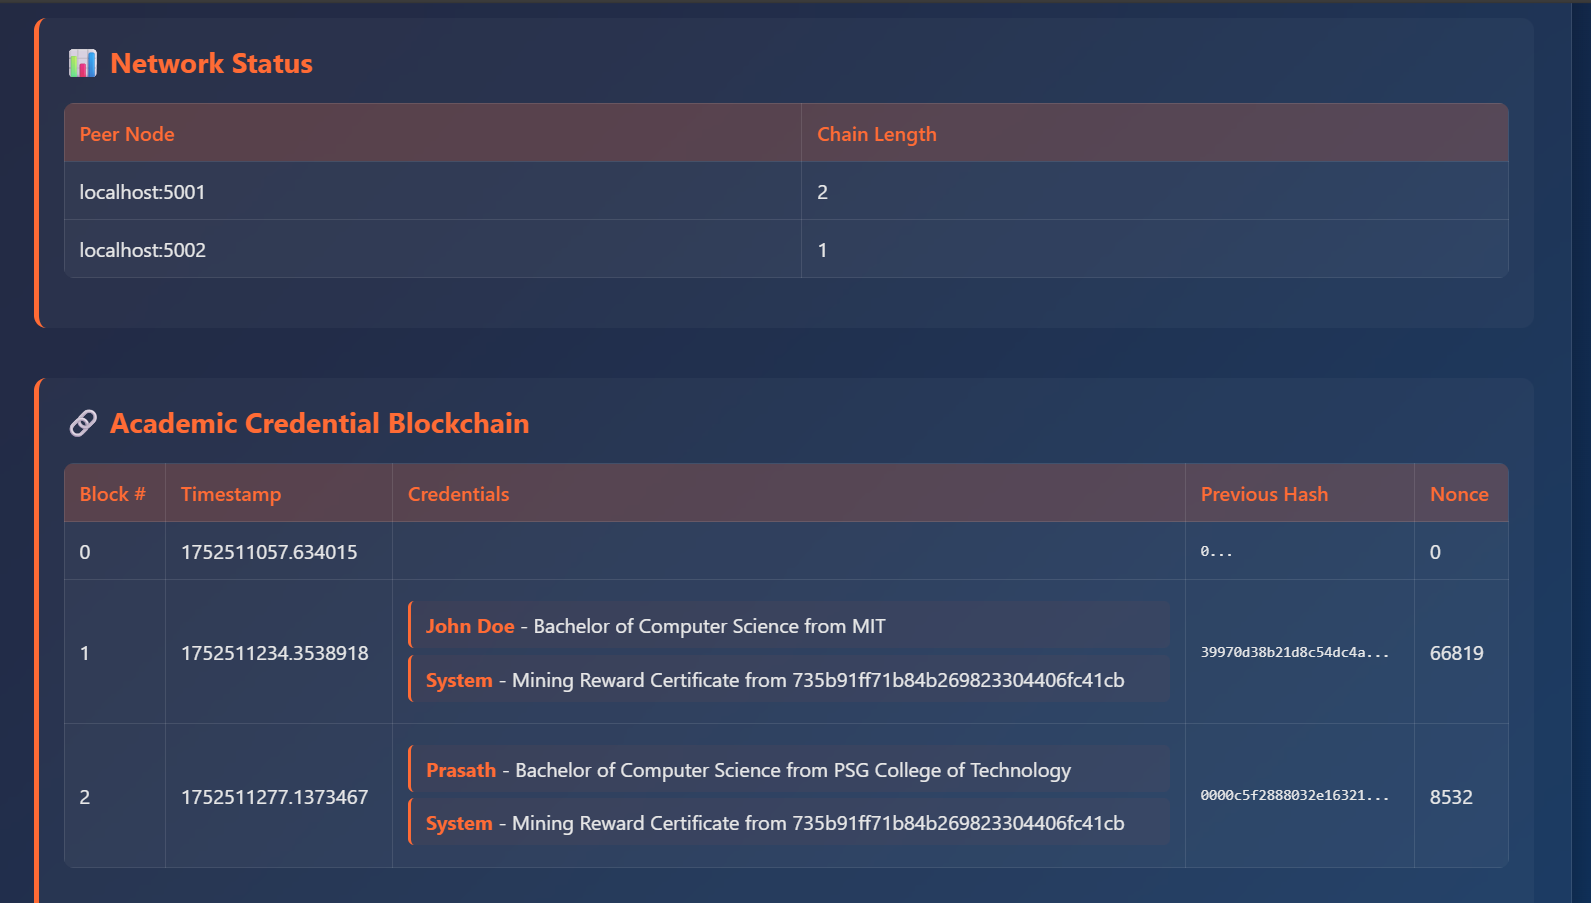 Network Status
Peer Node Chain Length
localhost:5001 2
localhost:5002 1
Academic Credential Blockchain
Block # Timestamp Credentials Previous Hash Nonce
0 1752511057.634015 0... 0
John Doe - Bachelor of Computer Science from MIT
1 1752511234.3538918 39970d38b21d8c54dc4a... 66819
System - Mining Reward Certificate from 735b91ff71b84b269823304406fc41cb
Prasath - Bachelor of Computer Science from PSG College of Technology
2 1752511277.1373467 0000c5f2888032e16321... 8532
System - Mining Reward Certificate from 735b91ff71b84b269823304406fc41cb